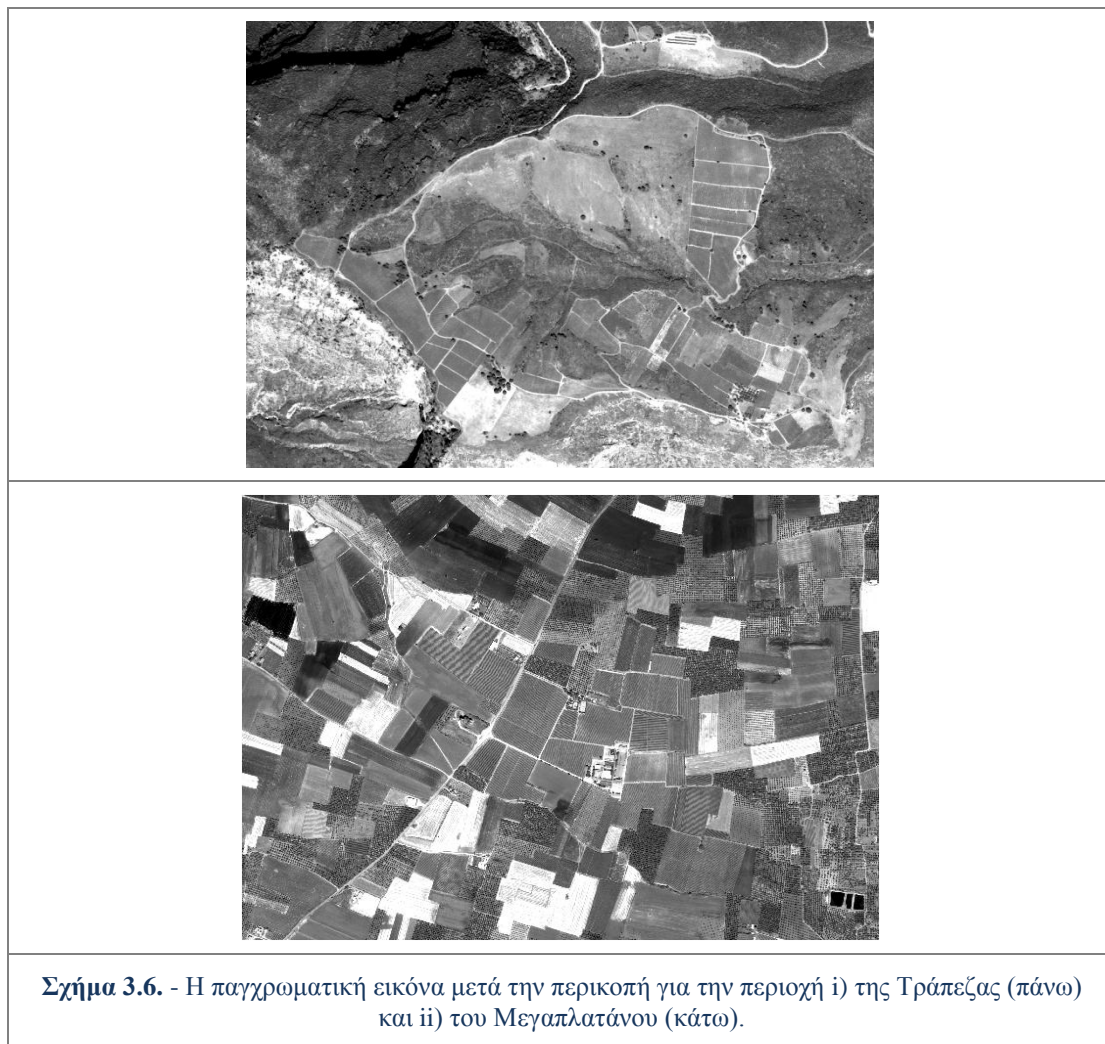 Σχήμα 3.6. - Η παγχρωματική εικόνα μετά την περικοπή για την περιοχή i) της Τράπεζας (πάνω)
και ii) του Μεγαπλατάνου (κάτω).